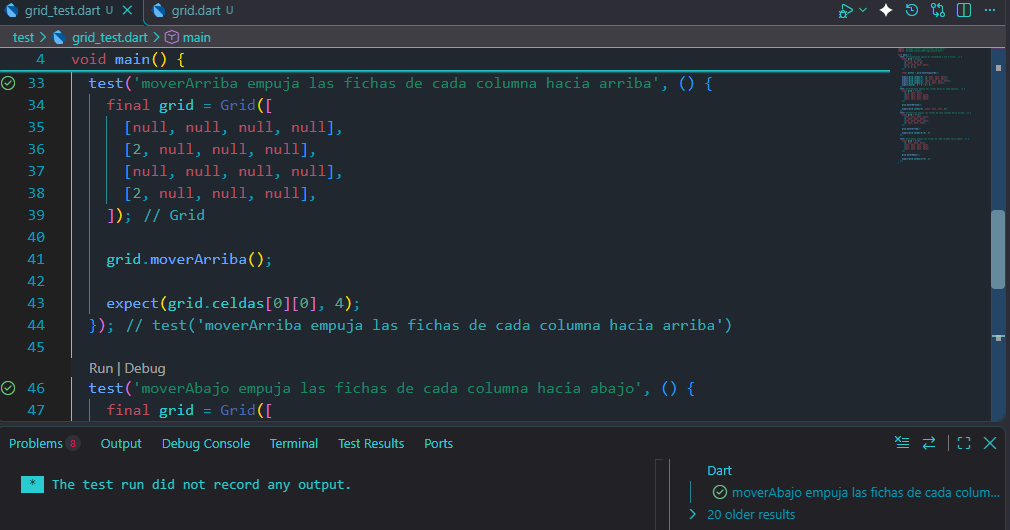 grid_test.dart U
grid.dart U
test > grid_test.dart > main
4 void main() {
33 test('moverArriba empuja las fichas de cada columna hacia arriba', () {
34 final grid = Grid([
35 [null, null, null, null],
36 [2, null, null, null],
37 [null, null, null, null],
38 [2, null, null, null],
39 ]); // Grid
40
41 grid.moverArriba();
42
43 expect(grid.celdas[0][0], 4);
44 }); // test('moverArriba empuja las fichas de cada columna hacia arriba')
45
Run | Debug
46 test('moverAbajo empuja las fichas de cada columna hacia abajo', () {
47 final grid = Grid([
Problems 8 Output Debug Console Terminal Test Results Ports
* The test run did not record any output.
Dart
moverAbajo empuja las fichas de cada colum...
20 older results